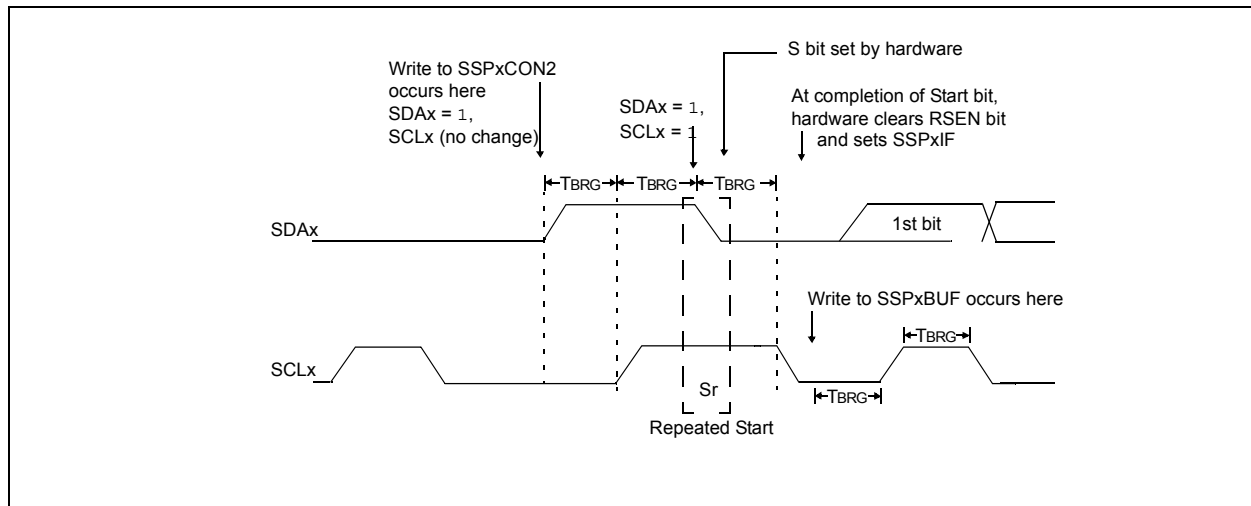 S bit set by hardware
Write to SSPxCON2
occurs here
SDAx = 1,
SCLx (no change)
SDAx = 1,
SCLx = 1
At completion of Start bit,
hardware clears RSEN bit
and sets SSPxIF
TBRG TBRG TBRG
SDAx
1st bit
Write to SSPxBUF occurs here
TBRG
SCLx
Sr
TBRG
Repeated Start